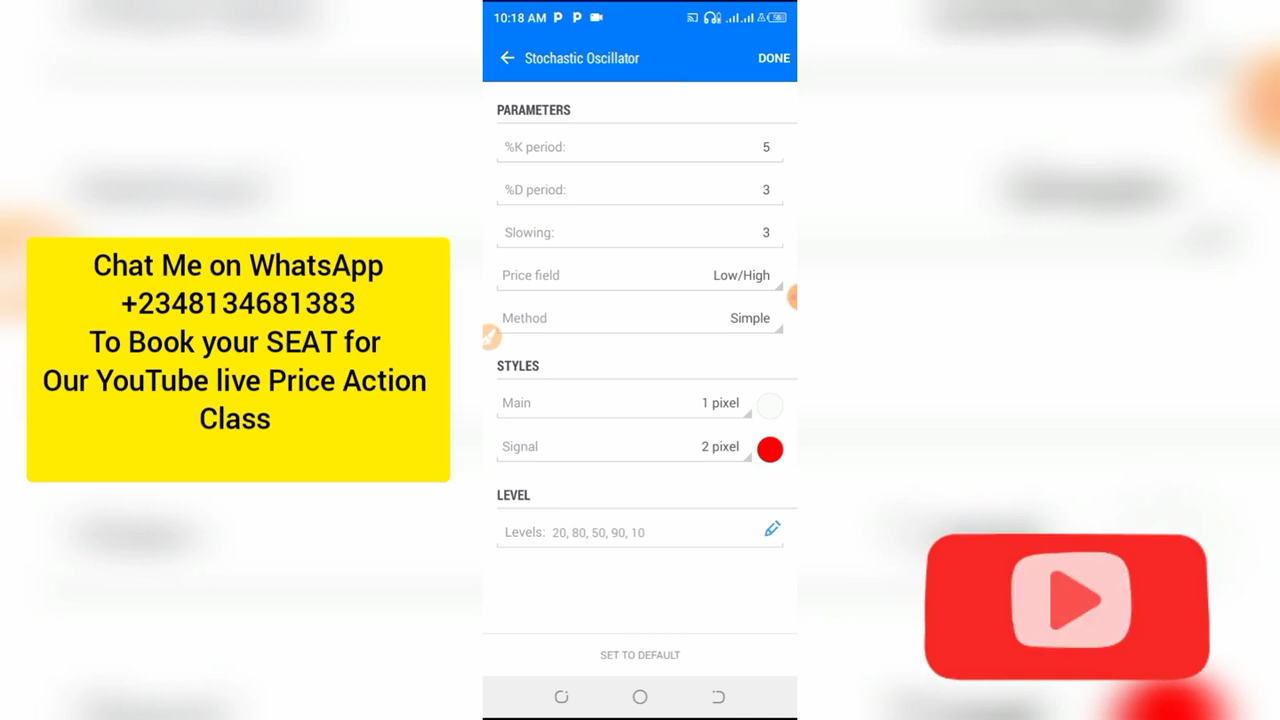 10:18 AM
Stochastic Oscillator
DONE
PARAMETERS
%K period: 5
%D period: 3
Slowing: 3
Price field Low/High
Method Simple
STYLES
Main 1 pixel
Signal 2 pixel
LEVEL
Levels: 20, 80, 50, 90, 10
SET TO DEFAULT
Chat Me on WhatsApp
+2348134681383
To Book your SEAT for
Our YouTube live Price Action
Class